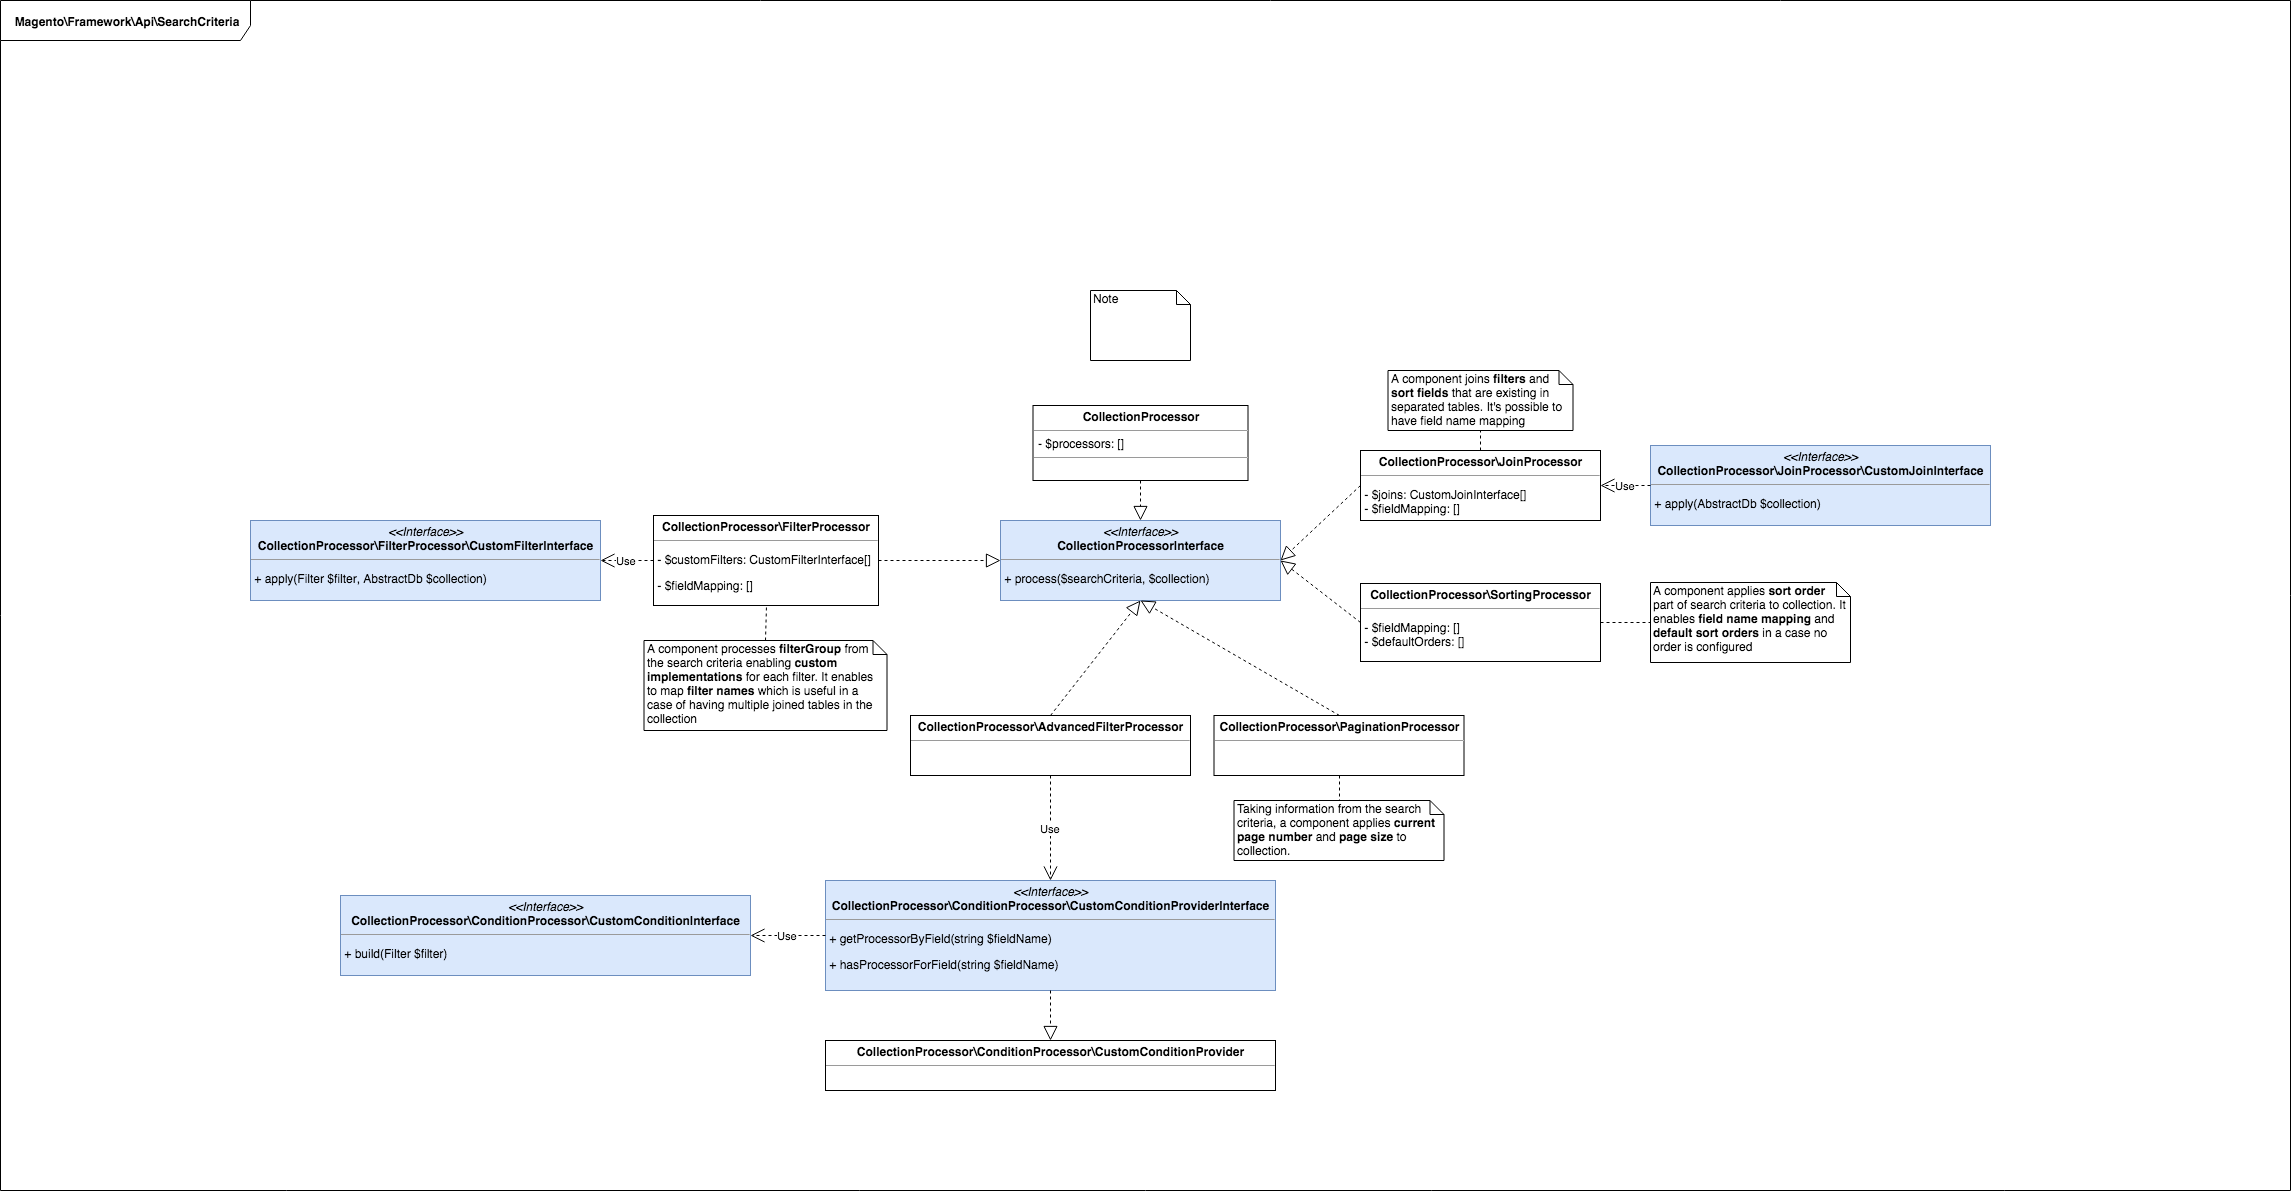 Magento\Framework\Api\SearchCriteria
Note
CollectionProcessor
- $processors: []
A component joins filters and
sort fields that are existing in
separated tables. It's possible to
have field name mapping
CollectionProcessor\JoinProcessor
- $joins: CustomJoinInterface[]
- $fieldMapping: []
Use
<<Interface>>
CollectionProcessor\JoinProcessor\CustomJoinInterface
+ apply(AbstractDb $collection)
<<Interface>>
CollectionProcessor\FilterProcessor\CustomFilterInterface
+ apply(Filter $filter, AbstractDb $collection)
Use
CollectionProcessor\FilterProcessor
- $customFilters: CustomFilterInterface[]
- $fieldMapping: []
<<Interface>>
CollectionProcessorInterface
+ process($searchCriteria, $collection)
CollectionProcessor\SortingProcessor
- $fieldMapping: []
- $defaultOrders: []
A component applies sort order
part of search criteria to collection. It
enables field name mapping and
default sort orders in a case no
order is configured
A component processes filterGroup from
the search criteria enabling custom
implementations for each filter. It enables
to map filter names which is useful in a
case of having multiple joined tables in the
collection
CollectionProcessor\AdvancedFilterProcessor
CollectionProcessor\PaginationProcessor
Taking information from the search
criteria, a component applies current
page number and page size to
collection.
Use
<<Interface>>
CollectionProcessor\ConditionProcessor\CustomConditionInterface
+ build(Filter $filter)
Use
<<Interface>>
CollectionProcessor\ConditionProcessor\CustomConditionProviderInterface
+ getProcessorByField(string $fieldName)
+ hasProcessorForField(string $fieldName)
CollectionProcessor\ConditionProcessor\CustomConditionProvider